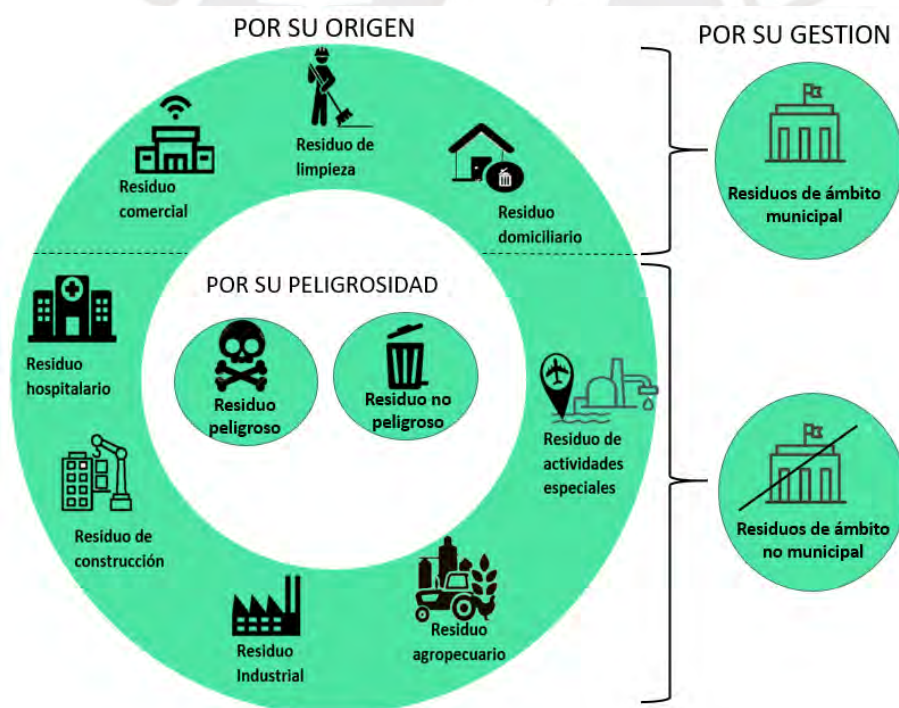 POR SU ORIGEN
POR SU GESTION
Residuo de
limpieza
Residuo
comercial
Residuo
domiciliario
Residuos de ámbito
municipal
POR SU PELIGROSIDAD
Residuo
peligroso
Residuo no
peligroso
Residuo
hospitalario
Residuo de
actividades
especiales
Residuo de
construcción
Residuo
Industrial
Residuo
agropecuario
Residuos de ámbito
no municipal